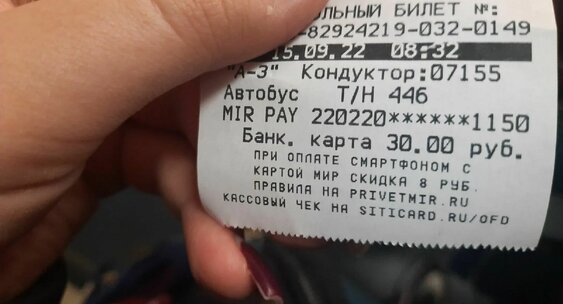 БИЛЕТ №:
-82924219-032-0149
15.09.22 08:32
"А-3" Кондуктор:07155
Автобус Т/Н 446
MIR PAY 220220******1150
Банк. карта 30.00 руб.
ПРИ ОПЛАТЕ СМАРТФОНОМ С
КАРТОЙ МИР СКИДКА 8 РУБ.
ПРАВИЛА НА PRIVETMIR.RU
КАССОВЫЙ ЧЕК НА SITICARD.RU/OFD